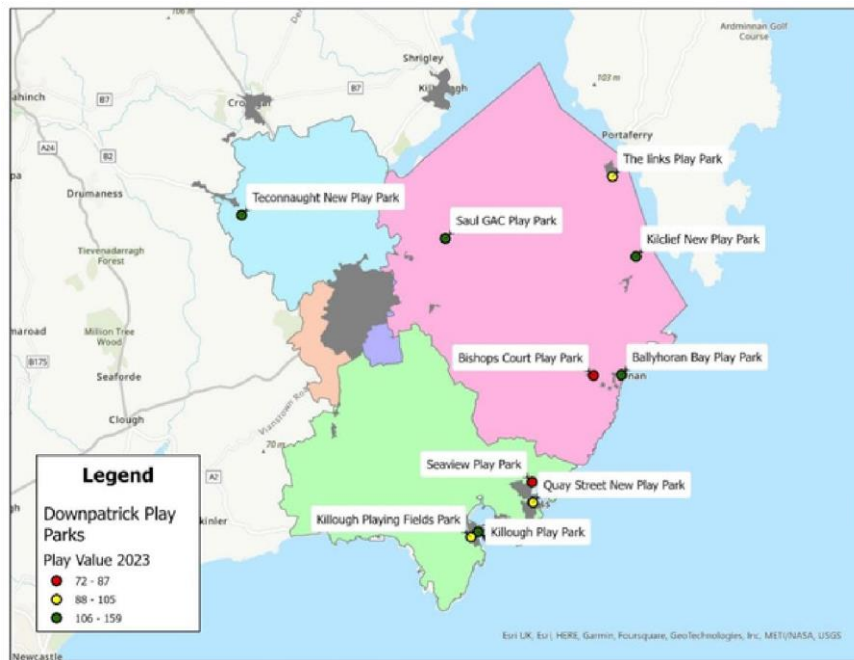 106 m
Ardminnan Golf
Course
Shrigley
B7
B7
103 m
Portaferry
A24
B2
The links Play Park
Drumaness
Teconnaught New Play Park
Saul GAC Play Park
Kilclief New Play Park
Tievenadarragh
Forest
Million Tree
Wood
B175
Seaforde
Bishops Court Play Park
Ballyhoran Bay Play Park
Clough
Vianstown Road
70 m
A2
Seaview Play Park
Quay Street New Play Park
Killough Playing Fields Park
Killough Play Park
Legend
Downpatrick Play
Parks
Play Value 2023
72 - 87
88 - 105
106 - 159
Newcastle
Esri UK, Esri, HERE, Garmin, Foursquare, GeoTechnologies, Inc, METI/NASA, USGS